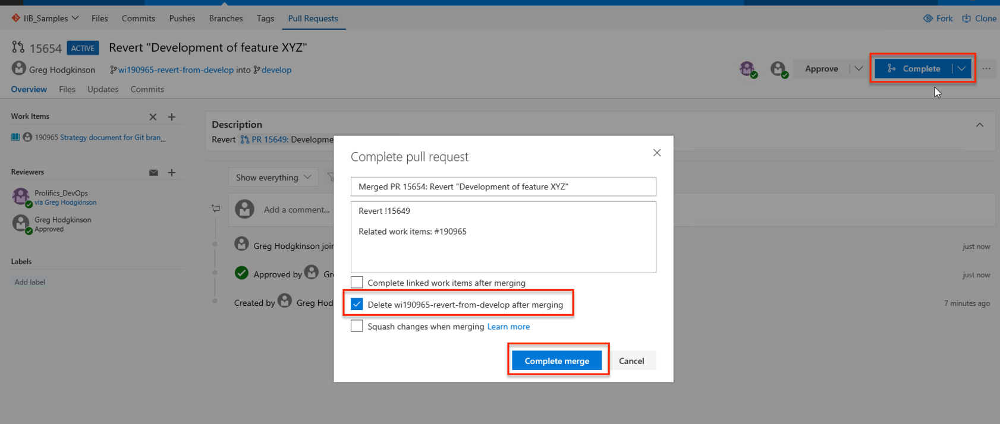 IIB_Samples Files Commits Pushes Branches Tags Pull Requests Fork Clone
15654 ACTIVE Revert "Development of feature XYZ"
Greg Hodgkinson wi190965-revert-from-develop into develop
Approve Complete ...
Overview Files Updates Commits
Work Items
190965 Strategy document for Git bran...
Reviewers
Prolifics_DevOps
via Greg Hodgkinson
Greg Hodgkinson
Approved
Labels
Add label
Description
Revert PR 15649: Developme
Show everything
Add a comment...
Greg Hodgkinson join
just now
Approved by Gr
just now
Created by Greg Hod
7 minutes ago
Complete pull request
Merged PR 15654: Revert "Development of feature XYZ"
Revert !15649
Related work items: #190965
Complete linked work items after merging
Delete wi190965-revert-from-develop after merging
Squash changes when merging Learn more
Complete merge Cancel